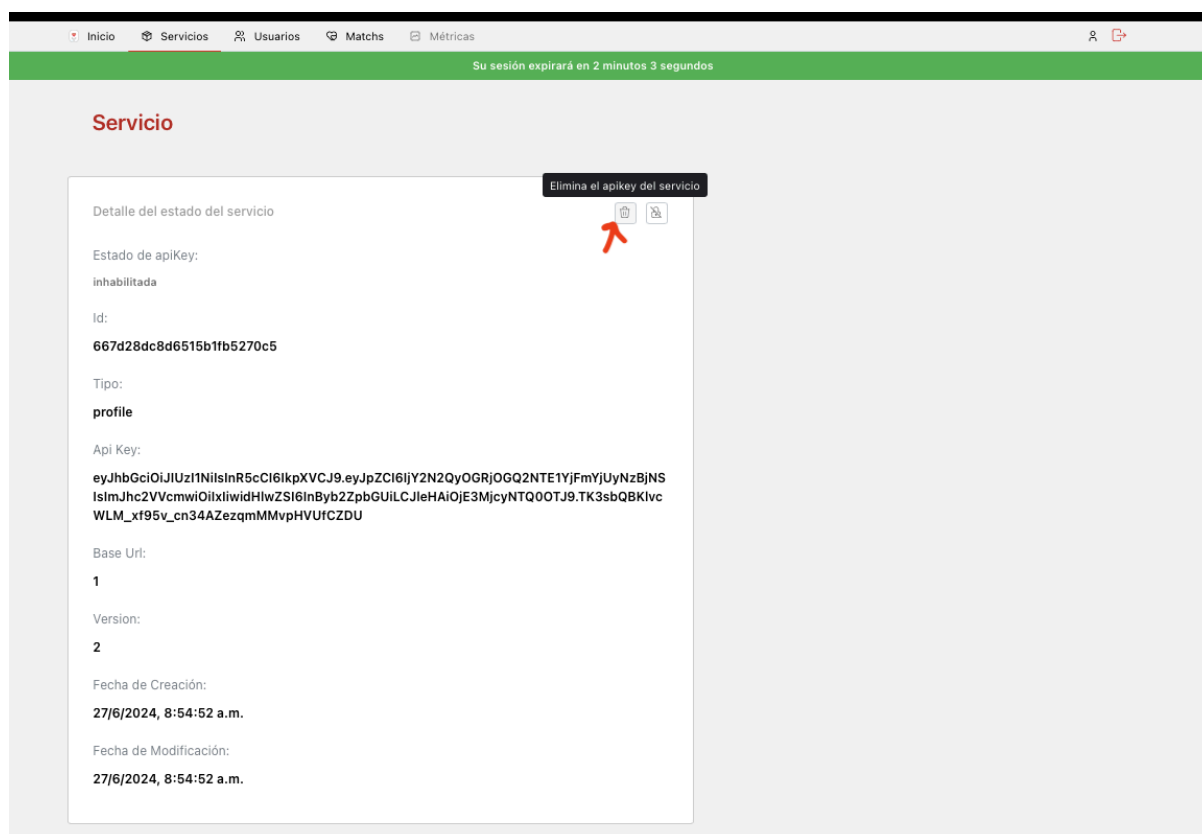 Inicio Servicios Usuarios Matchs Métricas
Su sesión expirará en 2 minutos 3 segundos
Servicio
Elimina el apikey del servicio
Detalle del estado del servicio
Estado de apiKey:
inhabilitada
Id:
667d28dc8d6515b1fb5270c5
Tipo:
profile
Api Key:
eyJhbGciOiJIUzI1NiIsInR5cCI6IkpXVCJ9.eyJpZCI6IjY2N2QyOGRjOGQ2NTE1YjFmYjUyNzBjNS
IsImJhc2VVcmwiOiIxIiwidHlwZSI6InByb2ZpbGUiLCJleHAiOjE3MjcyNTQ0OTJ9.TK3sbQBKlvc
WLM_xf95v_cn34AZezqmMMvpHVUfCZDU
Base Url:
1
Version:
2
Fecha de Creación:
27/6/2024, 8:54:52 a.m.
Fecha de Modificación:
27/6/2024, 8:54:52 a.m.